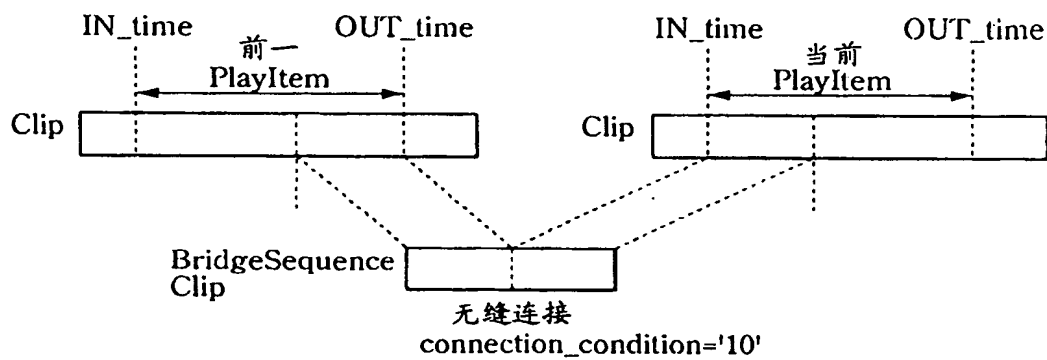 IN_time
前一
PlayItem
OUT_time
IN_time
当前
PlayItem
OUT_time
Clip
Clip
BridgeSequence
Clip
无缝连接
connection_condition='10'